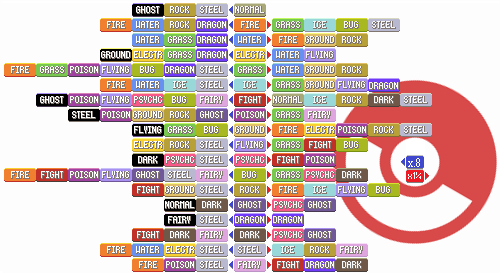 GHOST ROCK STEEL NORMAL
FIRE WATER ROCK DRAGON FIRE GRASS ICE BUG STEEL
WATER GRASS DRAGON WATER FIRE GROUND ROCK
GROUND ELECTR GRASS DRAGON ELECTR WATER FLYING
FIRE GRASS POISON FLYING BUG DRAGON STEEL GRASS WATER GROUND ROCK
FIRE WATER ICE STEEL ICE GRASS GROUND FLYING DRAGON
GHOST POISON FLYING PSYCHC BUG FAIRY FIGHT NORMAL ICE ROCK DARK STEEL
STEEL POISON GROUND ROCK GHOST POISON GRASS FAIRY
FLYING GRASS BUG GROUND FIRE ELECTR POISON ROCK STEEL
ELECTR ROCK STEEL FLYING GRASS FIGHT BUG
DARK PSYCHC STEEL PSYCHC FIGHT POISON
x.8
FIRE FIGHT POISON FLYING GHOST STEEL FAIRY BUG GRASS PSYCHC DARK
x1¼
FIGHT GROUND STEEL ROCK FIRE ICE FLYING BUG
NORMAL DARK GHOST PSYCHC GHOST
FAIRY STEEL DRAGON DRAGON
FIGHT DARK FAIRY DARK PSYCHC GHOST
FIRE WATER ELECTR STEEL STEEL ICE ROCK FAIRY
FIRE POISON STEEL FAIRY FIGHT DRAGON DARK